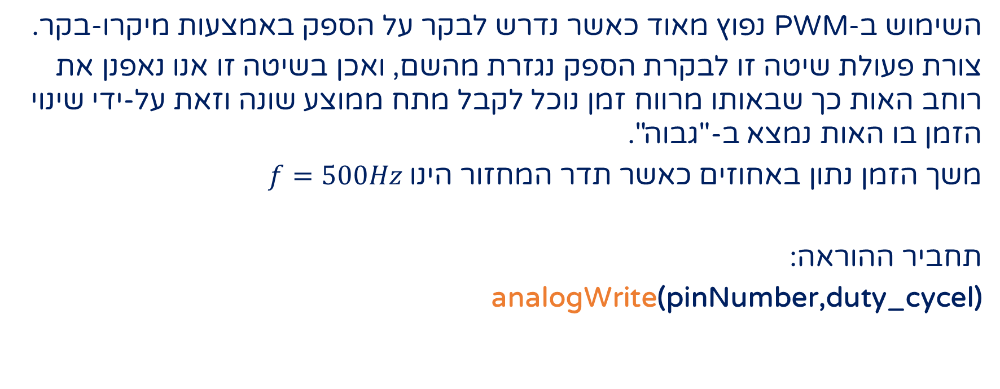 השימוש ב-PWM נפוץ מאוד כאשר נדרש לבקר על הספק באמצעות מיקרו-בקר.
צורת פעולת שיטה זו לבקרת הספק נגזרת מהשם, ואכן בשיטה זו אנו נאפנן את
רוחב האות כך שבאותו מרווח זמן נוכל לקבל מתח ממוצע שונה וזאת על-ידי שינוי
הזמן בו האות נמצא ב-"גבוה".
משך הזמן נתון באחוזים כאשר תדר המחזור הינו f = 500Hz
תחביר ההוראה:
analogWrite(pinNumber,duty_cycel)